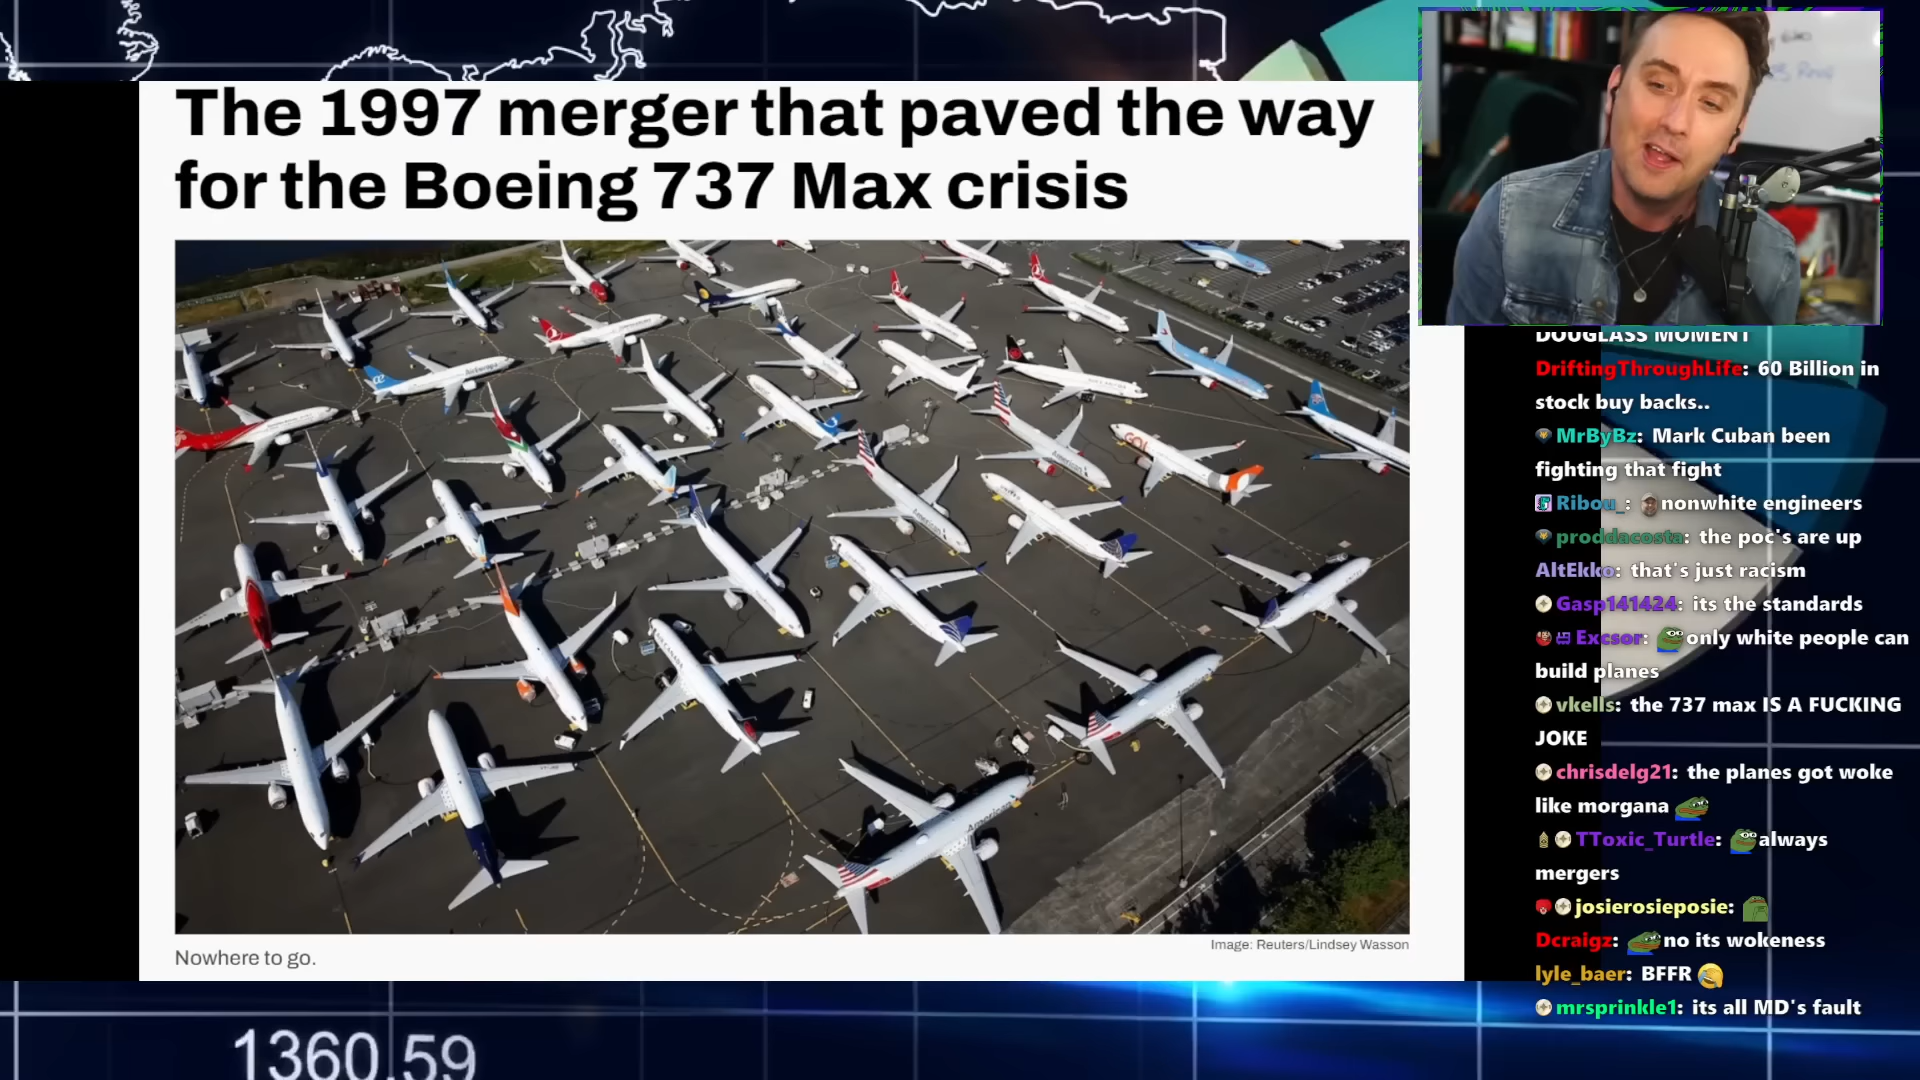 The 1997 merger that paved the way
for the Boeing 737 Max crisis
Image: Reuters/Lindsey Wasson
Nowhere to go.
1360.59
DOUGLASS MOMENT
DriftingThroughLife: 60 Billion in
stock buy backs..
MrByBz: Mark Cuban been
fighting that fight
Ribou_: nonwhite engineers
proddacosta: the poc's are up
AltEkko: that's just racism
Gasp141424: its the standards
Excsor: only white people can
build planes
vkells: the 737 max IS A FUCKING
JOKE
chrisdelg21: the planes got woke
like morgana
TToxic_Turtle: always
mergers
josierosieposie:
Dcraigz: no its wokeness
lyle_baer: BFFR
mrsprinkle1: its all MD's fault